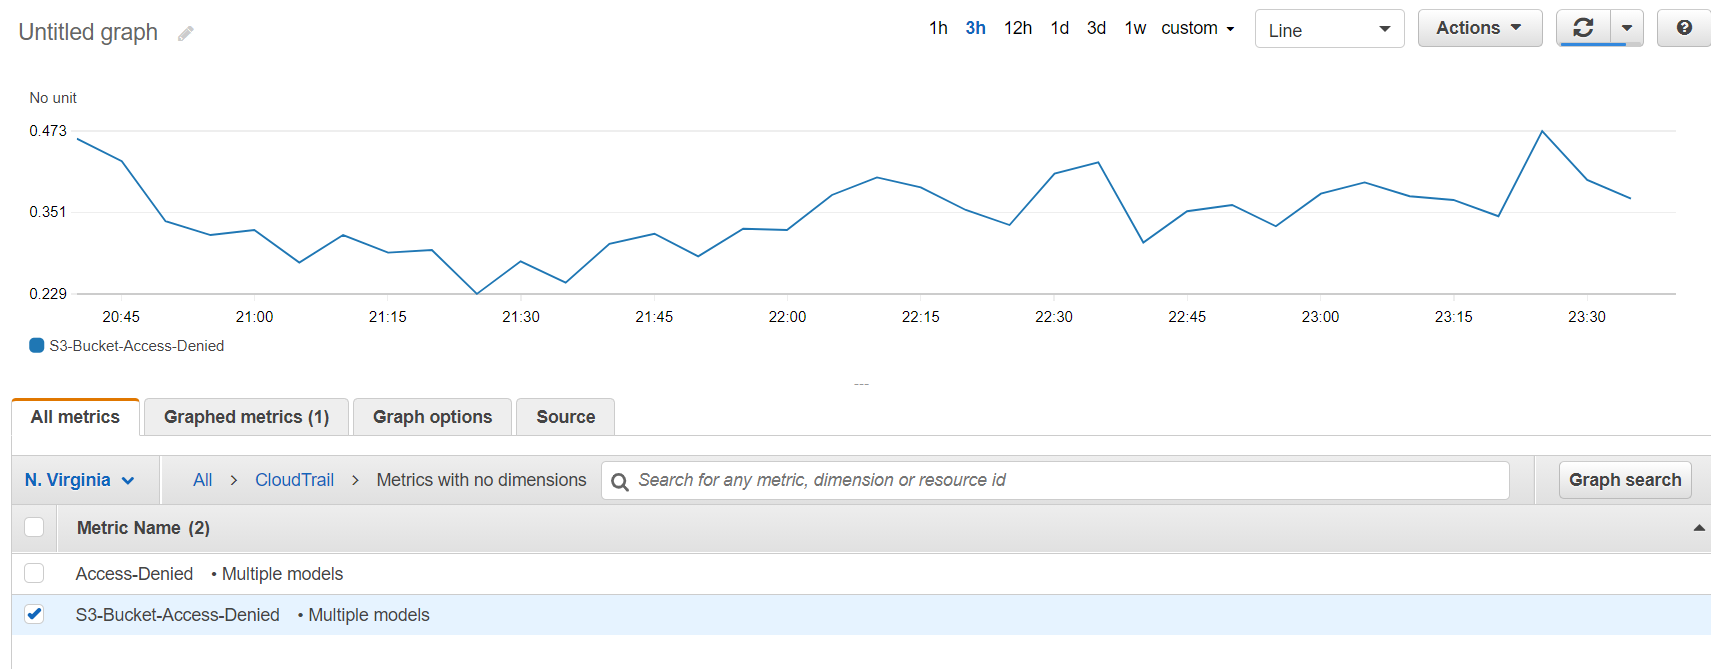 Untitled graph
1h 3h 12h 1d 3d 1w custom
Line
Actions
?
No unit
0.473
0.351
0.229
20:45 21:00 21:15 21:30 21:45 22:00 22:15 22:30 22:45 23:00 23:15 23:30
S3-Bucket-Access-Denied
---
All metrics Graphed metrics (1) Graph options Source
N. Virginia All > CloudTrail > Metrics with no dimensions Search for any metric, dimension or resource id Graph search
Metric Name (2)
Access-Denied • Multiple models
S3-Bucket-Access-Denied • Multiple models